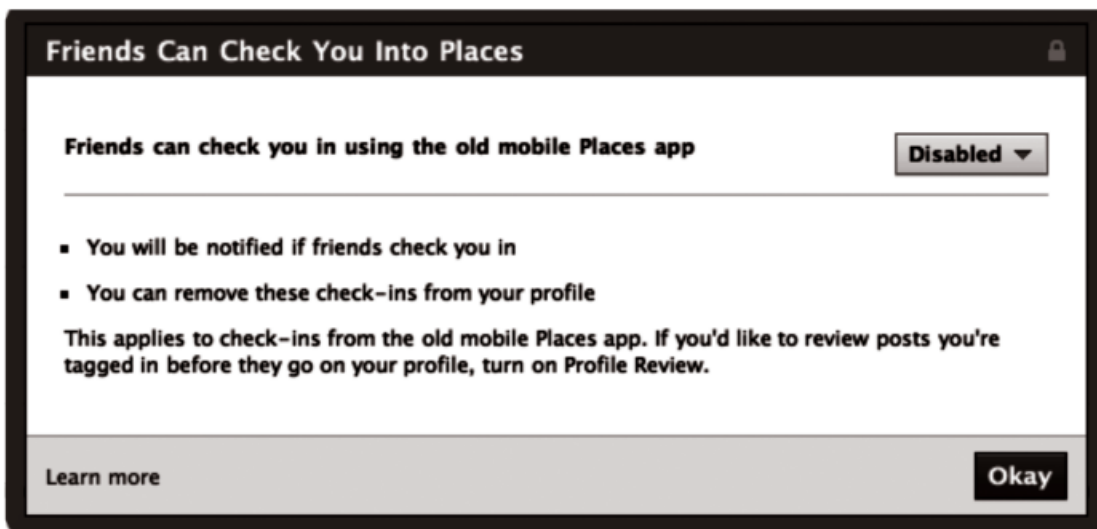 Friends Can Check You Into Places
Friends can check you in using the old mobile Places app
Disabled
▪ You will be notified if friends check you in
▪ You can remove these check-ins from your profile
This applies to check-ins from the old mobile Places app. If you'd like to review posts you're
tagged in before they go on your profile, turn on Profile Review.
Learn more
Okay